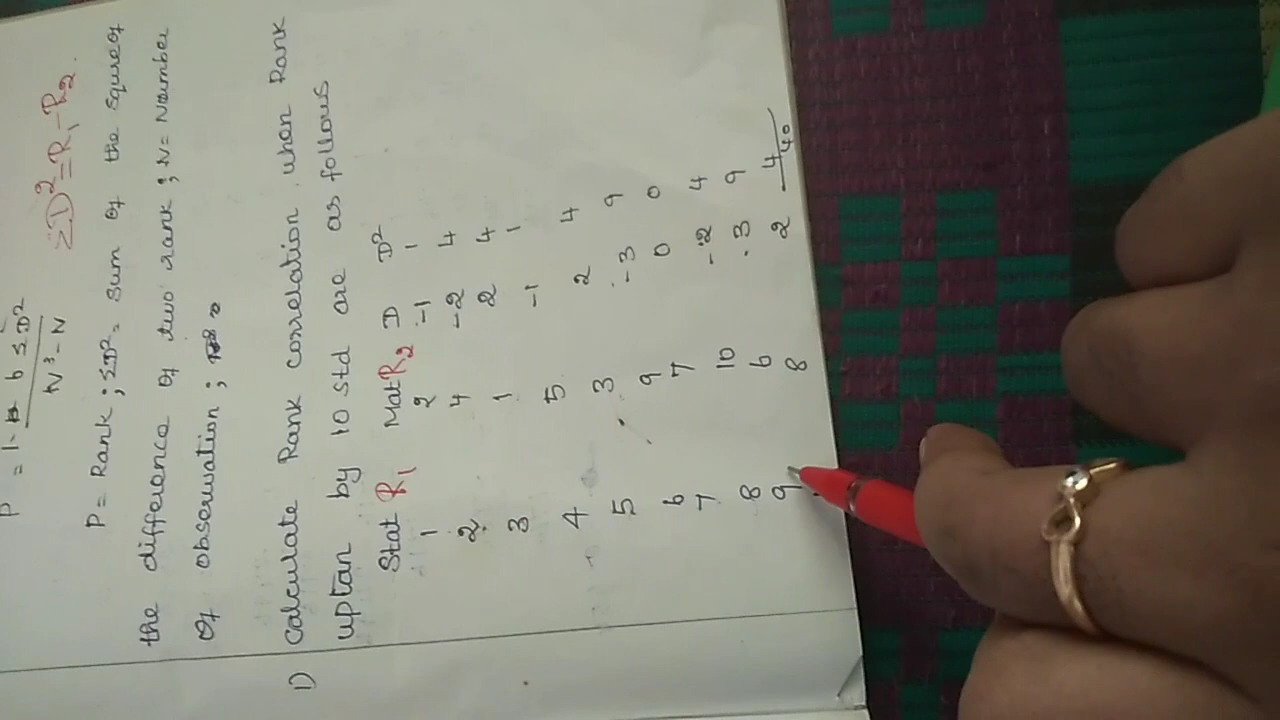 P = 1 - 6 ΣD²
N³ - N
ΣD² = R₁ - R₂.
P = Rank ; ΣD² = Sum of the squre of
the difference of two rank ; N = Number
of observation ;
1) Calculate Rank correlation when Rank
uptan by 10 std are as follows
Stat R₁ Mat R₂ D D²
1 2 -1 1
2 4 -2 4
3 1 2 4
4 5 -1 1
5 3 2 4
6 9 -3 9
7 7 0 0
8 10 -2 4
9 6 3 9
8 2 4
40